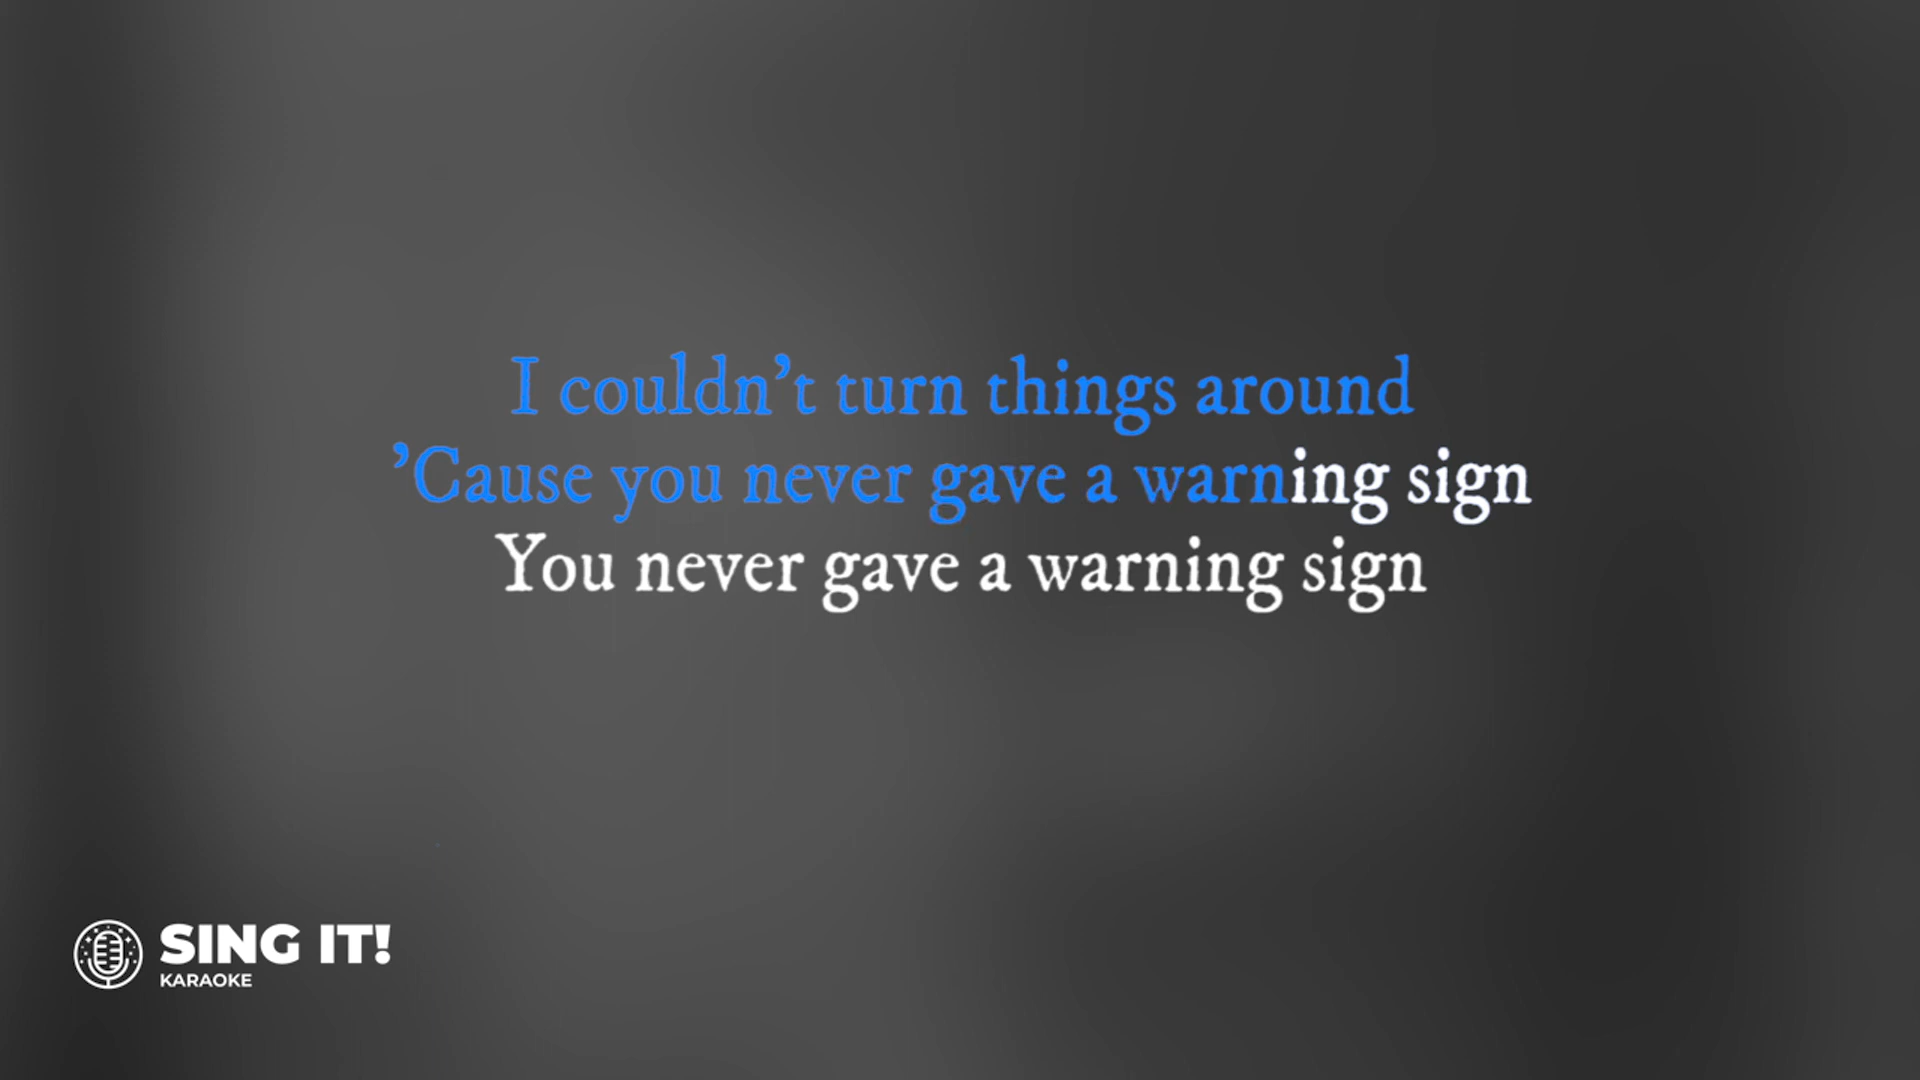 I couldn’t turn things around
’Cause you never gave a warning sign
You never gave a warning sign
SING IT!
KARAOKE